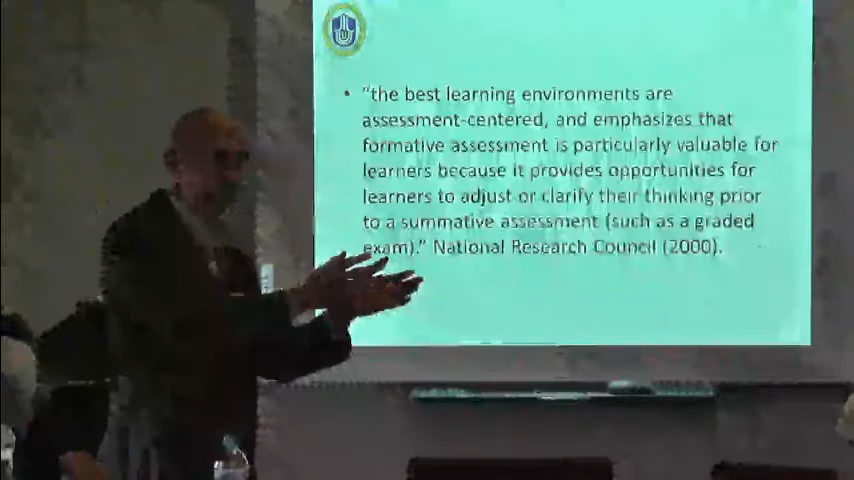 • "the best learning environments are
assessment-centered, and emphasizes that
formative assessment is particularly valuable for
learners because it provides opportunities for
learners to adjust or clarify their thinking prior
to a summative assessment (such as a graded
exam)." National Research Council (2000).